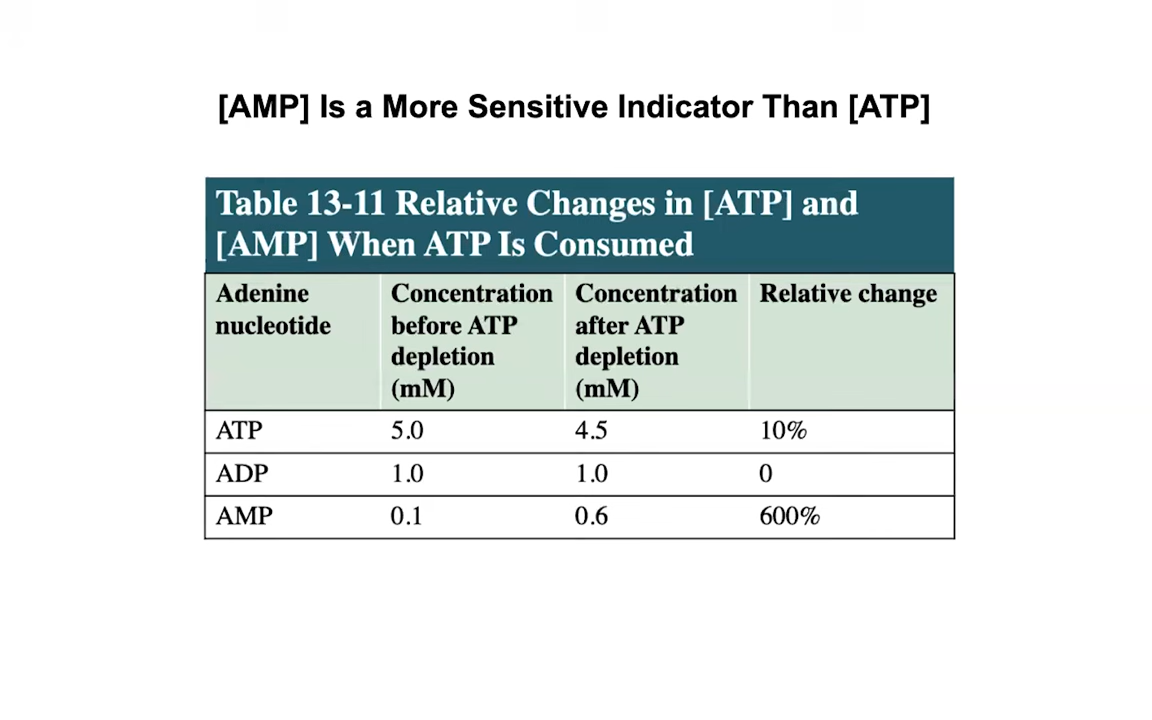 [AMP] Is a More Sensitive Indicator Than [ATP]
Table 13-11 Relative Changes in [ATP] and
[AMP] When ATP Is Consumed
Adenine nucleotide
Concentration before ATP depletion (mM)
Concentration after ATP depletion (mM)
Relative change
ATP 5.0 4.5 10%
ADP 1.0 1.0 0
AMP 0.1 0.6 600%